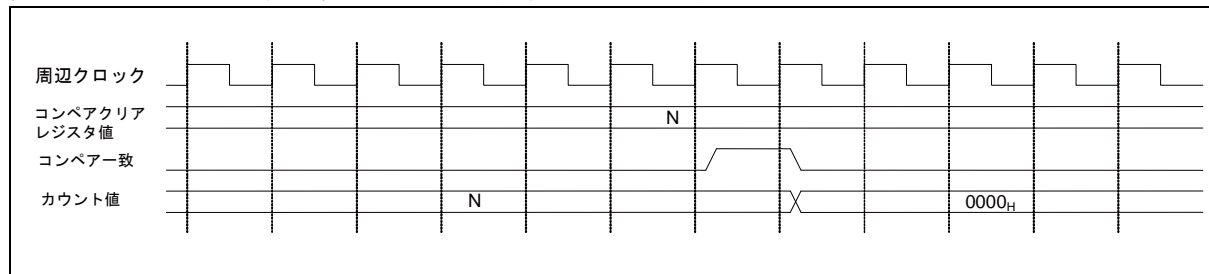 周辺クロック
コンペアクリア
レジスタ値
N
コンペア一致
カウント値
N
0000H